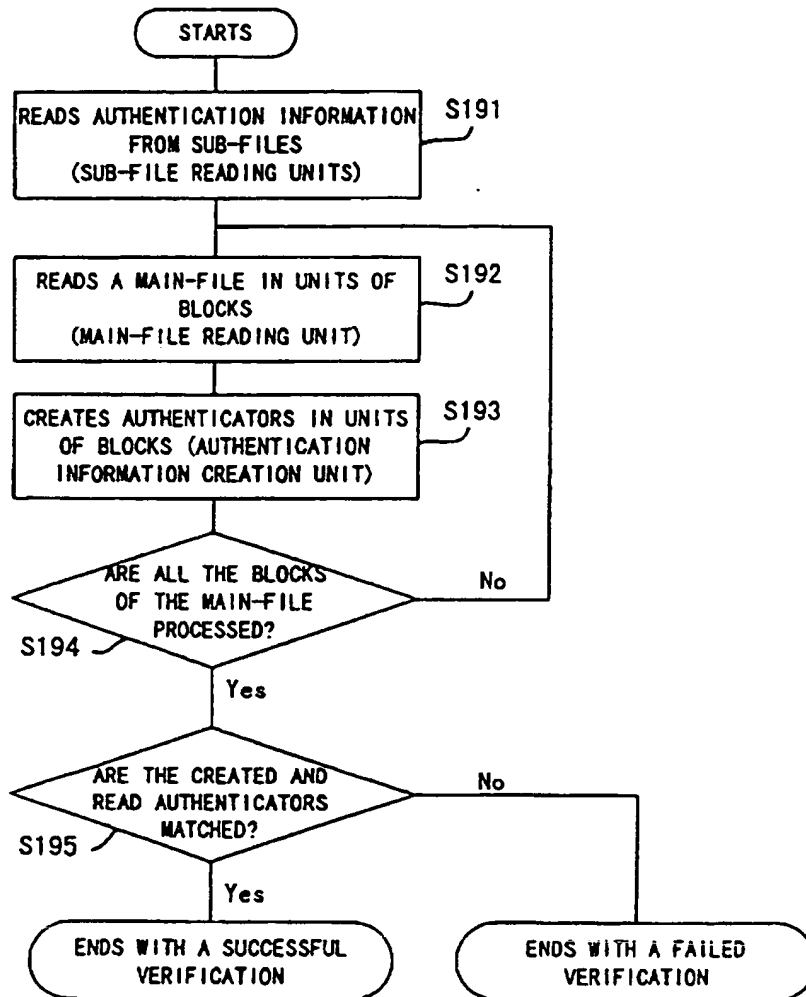 STARTS
READS AUTHENTICATION INFORMATION
FROM SUB-FILES
(SUB-FILE READING UNITS)
S191
READS A MAIN-FILE IN UNITS OF
BLOCKS
(MAIN-FILE READING UNIT)
S192
CREATES AUTHENTICATORS IN UNITS
OF BLOCKS (AUTHENTICATION
INFORMATION CREATION UNIT)
S193
ARE ALL THE BLOCKS
OF THE MAIN-FILE
PROCESSED?
No
S194
Yes
ARE THE CREATED AND
READ AUTHENTICATORS
MATCHED?
No
S195
Yes
ENDS WITH A SUCCESSFUL
VERIFICATION
ENDS WITH A FAILED
VERIFICATION